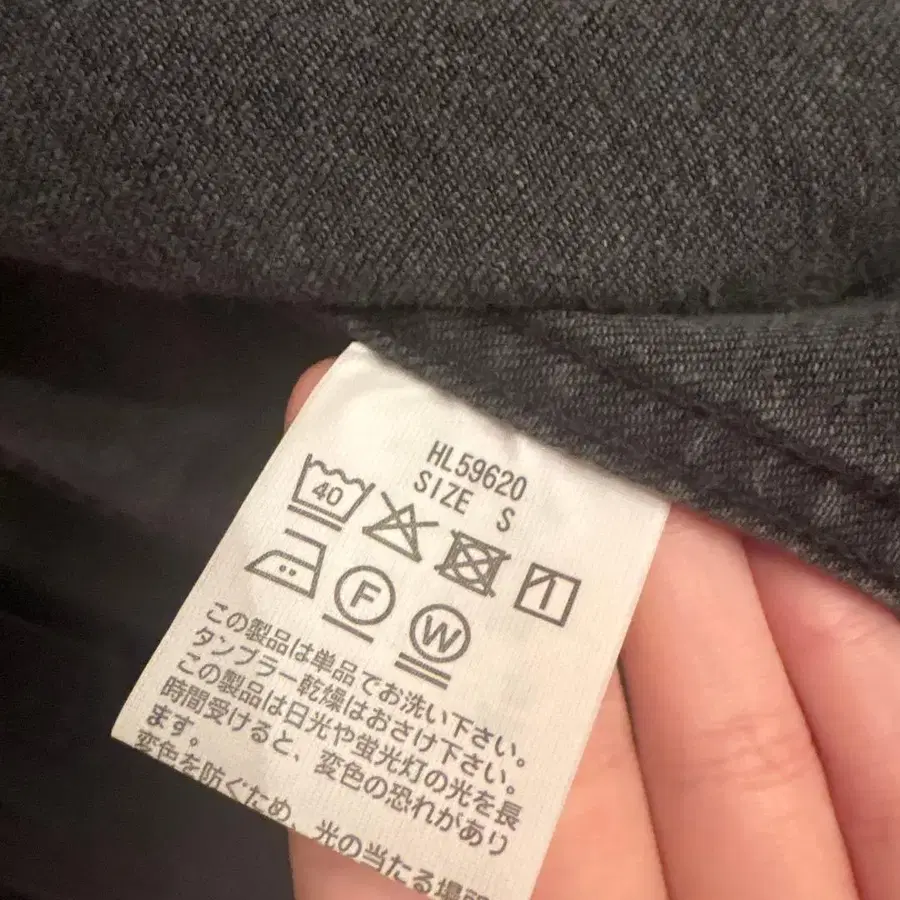 HL59620
SIZE S
40
F
W
この製品は単品でお洗い下さい。
タンブラー乾燥はおさけ下さい。
この製品は日光や蛍光灯の光を長
時間受けると、変色の恐れがあり
ます。
変色を防ぐため、光の当たる場